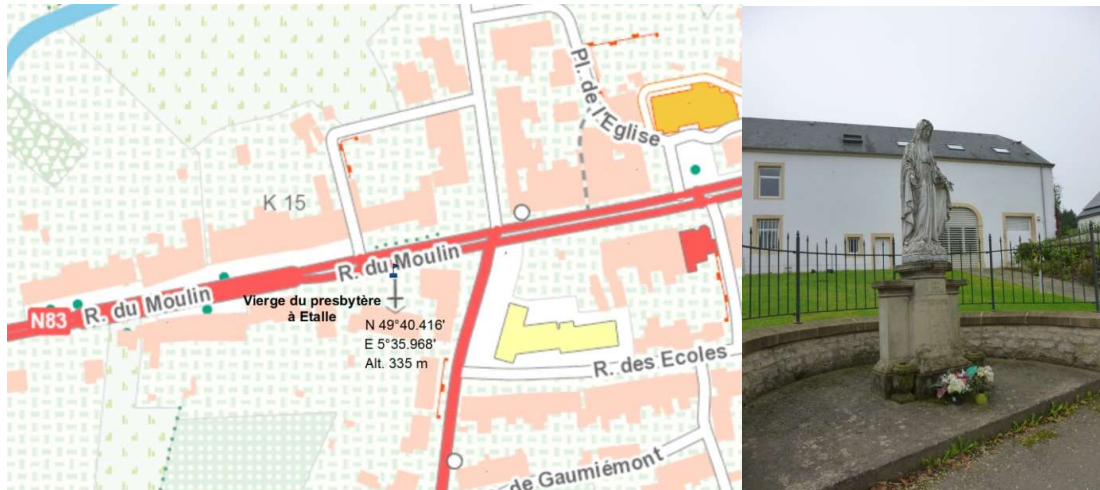 Pl. de l'Eglise
K 15
R. du Moulin
R. du Moulin
N83
Vierge du presbytère
à Etalle
N 49°40.416'
E 5°35.968'
Alt. 335 m
R. des Ecoles
de Gaumiémont